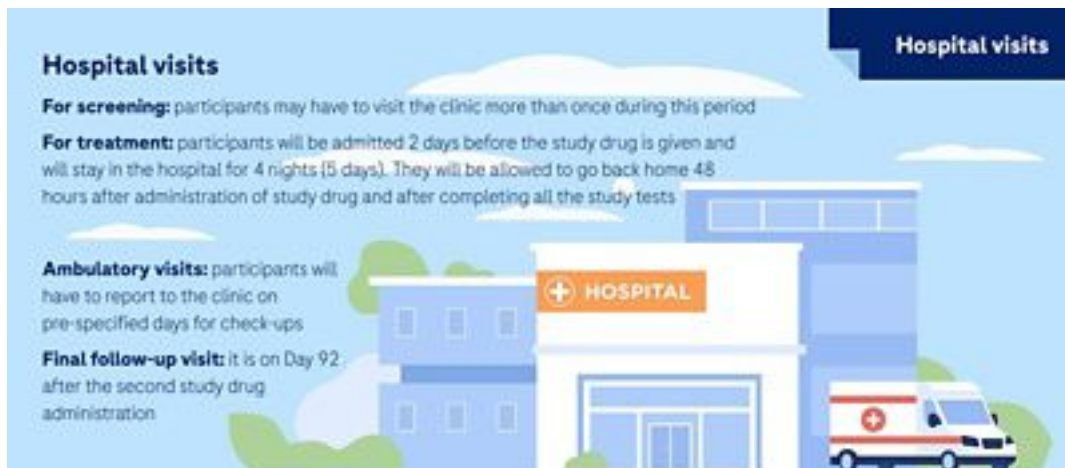 Hospital visits
Hospital visits
For screening: participants may have to visit the clinic more than once during this period
For treatment: participants will be admitted 2 days before the study drug is given and
will stay in the hospital for 4 nights (5 days). They will be allowed to go back home 48
hours after administration of study drug and after completing all the study tests
Ambulatory visits: participants will
have to report to the clinic on
pre-specified days for check-ups
Final follow-up visit: it is on Day 92
after the second study drug
administration
HOSPITAL